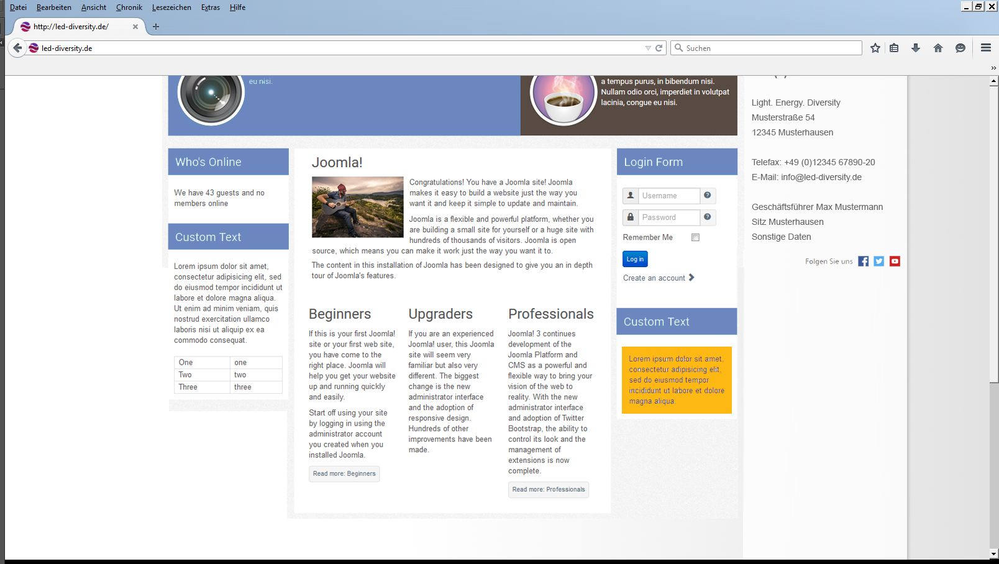 Datei Bearbeiten Ansicht Chronik Lesezeichen Extras Hilfe
http://led-diversity.de/
led-diversity.de
Suchen
eu nisi.
a tempus purus, in bibendum nisi.
Nullam odio orci, imperdiet in volutpat
lacinia, congue eu nisi.
Who's Online
We have 43 guests and no
members online
Custom Text
Lorem ipsum dolor sit amet,
consectetur adipisicing elit, sed
do eiusmod tempor incididunt ut
labore et dolore magna aliqua.
Ut enim ad minim veniam, quis
nostrud exercitation ullamco
laboris nisi ut aliquip ex ea
commodo consequat.
One one
Two two
Three three
Joomla!
Congratulations! You have a Joomla site! Joomla
makes it easy to build a website just the way you
want it and keep it simple to update and maintain.
Joomla is a flexible and powerful platform, whether you
are building a small site for yourself or a huge site with
hundreds of thousands of visitors. Joomla is open
source, which means you can make it work just the way you want it to.
The content in this installation of Joomla has been designed to give you an in depth
tour of Joomla's features.
Beginners
If this is your first Joomla!
site or your first web site,
you have come to the
right place. Joomla will
help you get your website
up and running quickly
and easily.
Start off using your site
by logging in using the
administrator account
you created when you
installed Joomla.
Read more: Beginners
Upgraders
If you are an experienced
Joomla! user, this Joomla
site will seem very
familiar but also very
different. The biggest
change is the new
administrator interface
and the adoption of
responsive design.
Hundreds of other
improvements have been
made.
Professionals
Joomla! 3 continues
development of the
Joomla Platform and
CMS as a powerful and
flexible way to bring your
vision of the web to
reality. With the new
administrator interface
and adoption of Twitter
Bootstrap, the ability to
control its look and the
management of
extensions is now
complete.
Read more: Professionals
Login Form
Username
Password
Remember Me
Log in
Create an account
Custom Text
Lorem ipsum dolor sit amet,
consectetur adipisicing elit,
sed do eiusmod tempor
incididunt ut labore et dolore
magna aliqua.
Light. Energy. Diversity
Musterstraße 54
12345 Musterhausen
Telefax: +49 (0)12345 67890-20
E-Mail: info@led-diversity.de
Geschäftsführer Max Mustermann
Sitz Musterhausen
Sonstige Daten
Folgen Sie uns